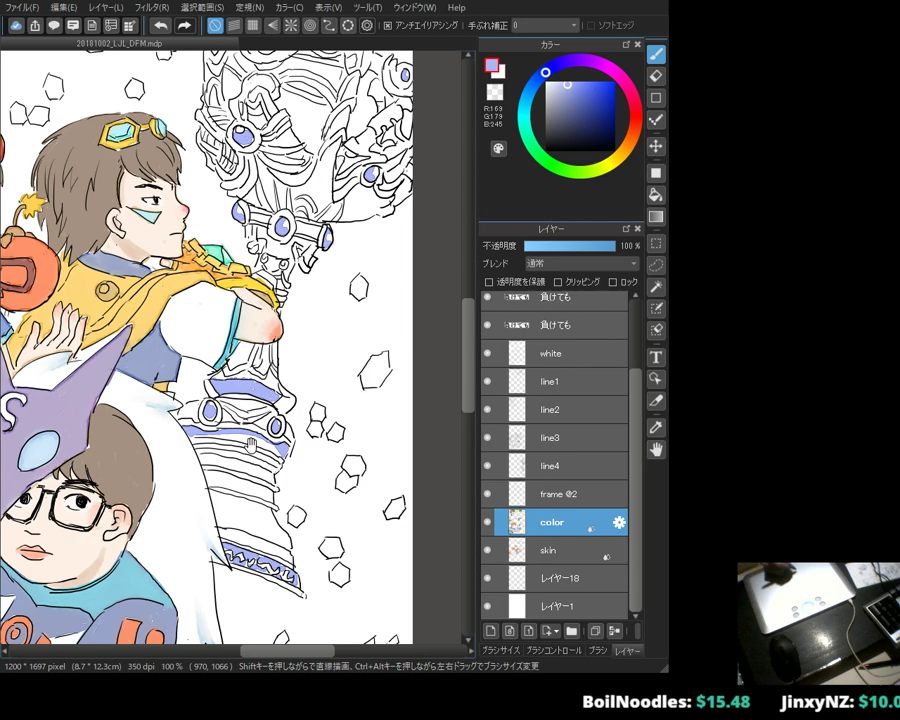 ファイル(F) 編集(E) レイヤー(L) フィルタ(R) 選択範囲(S) 定規(N) カラー(C) 表示(V) ツール(T) ウィンドウ(W) Help
アンチエイリアシング 手ぶれ補正 0 ソフトエッジ
20181002_LJL_DFM.mdp
カラー
R:169
G:179
B:245
レイヤー
不透明度 100 %
ブレンド 通常
透明度を保護 クリッピング ロック
負けても
負けても
white
line1
line2
line3
line4
frame @2
color
skin
レイヤー18
レイヤー1
ブラシサイズ ブラシコントロール ブラシ レイヤー
1200 * 1697 pixel (8.7 * 12.3cm) 350 dpi 100 % ( 970, 1066 ) Shiftキーを押しながらで直線描画、Ctrl+Altキーを押しながら左右ドラッグでブラシサイズ変更
BoilNoodles: $15.48 JinxyNZ: $10.0